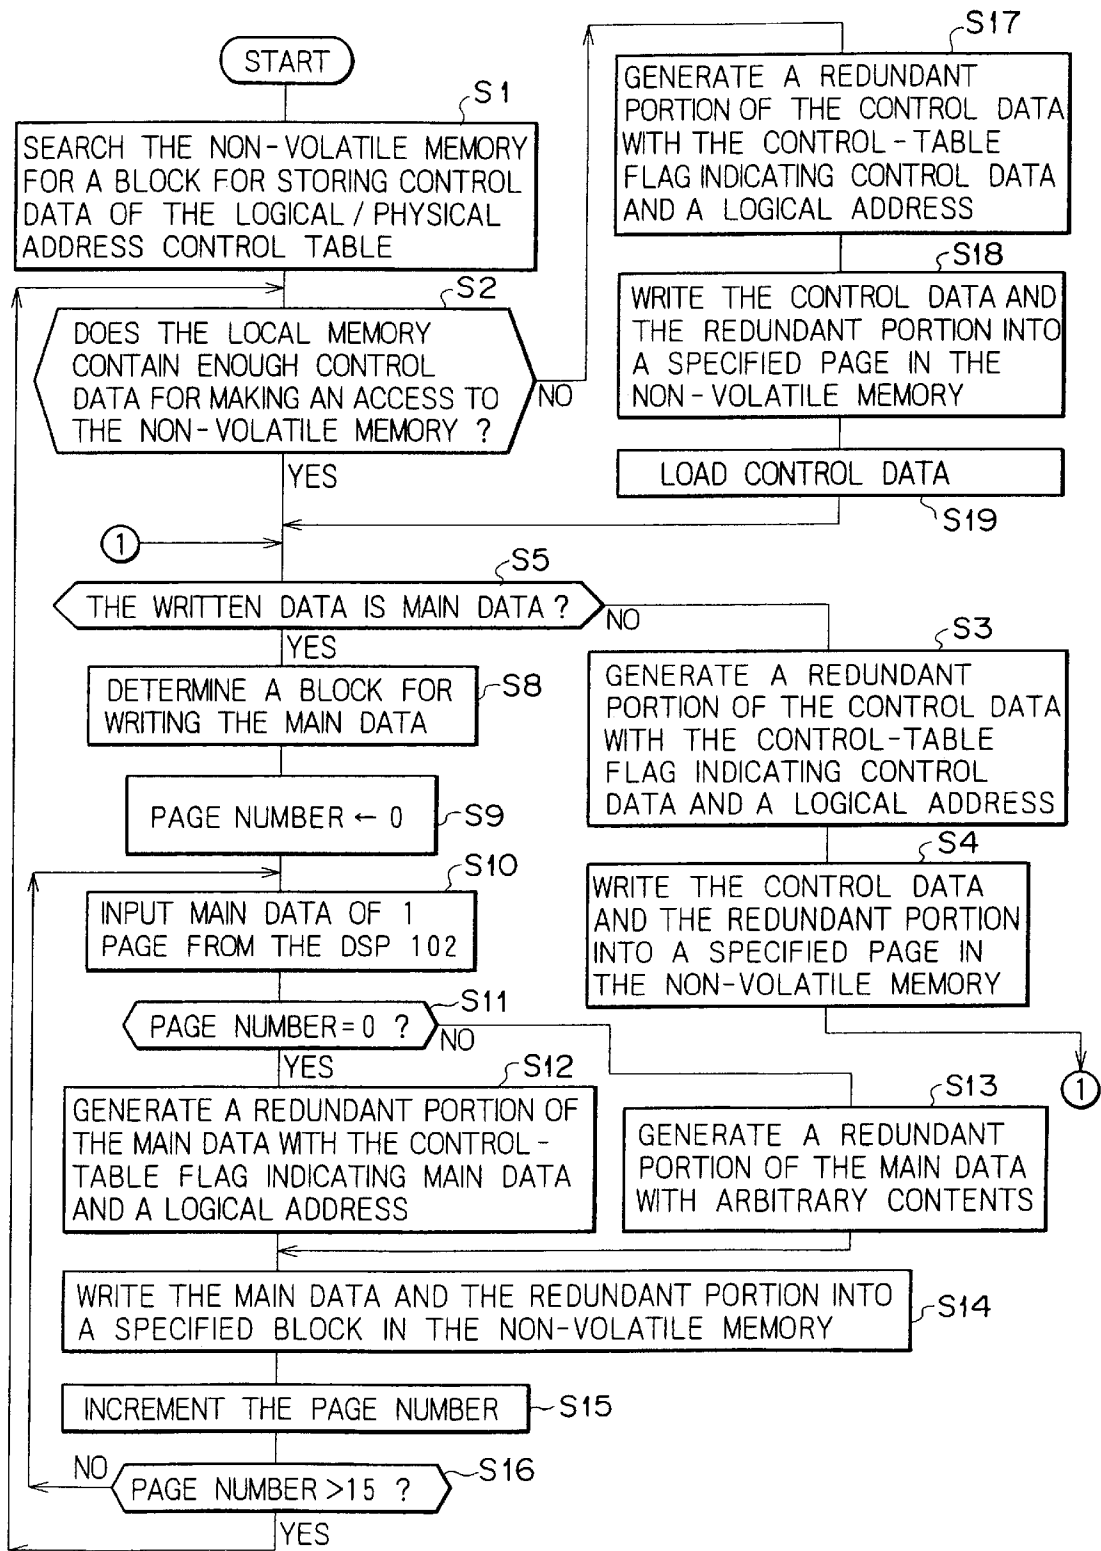 START
S1
SEARCH THE NON-VOLATILE MEMORY
FOR A BLOCK FOR STORING CONTROL
DATA OF THE LOGICAL / PHYSICAL
ADDRESS CONTROL TABLE
S2
DOES THE LOCAL MEMORY
CONTAIN ENOUGH CONTROL
DATA FOR MAKING AN ACCESS TO
THE NON-VOLATILE MEMORY ?
NO
YES
S17
GENERATE A REDUNDANT
PORTION OF THE CONTROL DATA
WITH THE CONTROL-TABLE
FLAG INDICATING CONTROL DATA
AND A LOGICAL ADDRESS
S18
WRITE THE CONTROL DATA AND
THE REDUNDANT PORTION INTO
A SPECIFIED PAGE IN THE
NON-VOLATILE MEMORY
LOAD CONTROL DATA
S19
1
S5
THE WRITTEN DATA IS MAIN DATA ?
NO
YES
S3
GENERATE A REDUNDANT
PORTION OF THE CONTROL DATA
WITH THE CONTROL-TABLE
FLAG INDICATING CONTROL
DATA AND A LOGICAL ADDRESS
S4
WRITE THE CONTROL DATA
AND THE REDUNDANT PORTION
INTO A SPECIFIED PAGE IN
THE NON-VOLATILE MEMORY
1
DETERMINE A BLOCK FOR
WRITING THE MAIN DATA
S8
PAGE NUMBER ← 0
S9
S10
INPUT MAIN DATA OF 1
PAGE FROM THE DSP 102
S11
PAGE NUMBER = 0 ?
NO
YES
S12
GENERATE A REDUNDANT PORTION OF
THE MAIN DATA WITH THE CONTROL-
TABLE FLAG INDICATING MAIN DATA
AND A LOGICAL ADDRESS
S13
GENERATE A REDUNDANT
PORTION OF THE MAIN DATA
WITH ARBITRARY CONTENTS
WRITE THE MAIN DATA AND THE REDUNDANT PORTION INTO
A SPECIFIED BLOCK IN THE NON-VOLATILE MEMORY
S14
INCREMENT THE PAGE NUMBER
S15
NO
PAGE NUMBER >15 ?
S16
YES